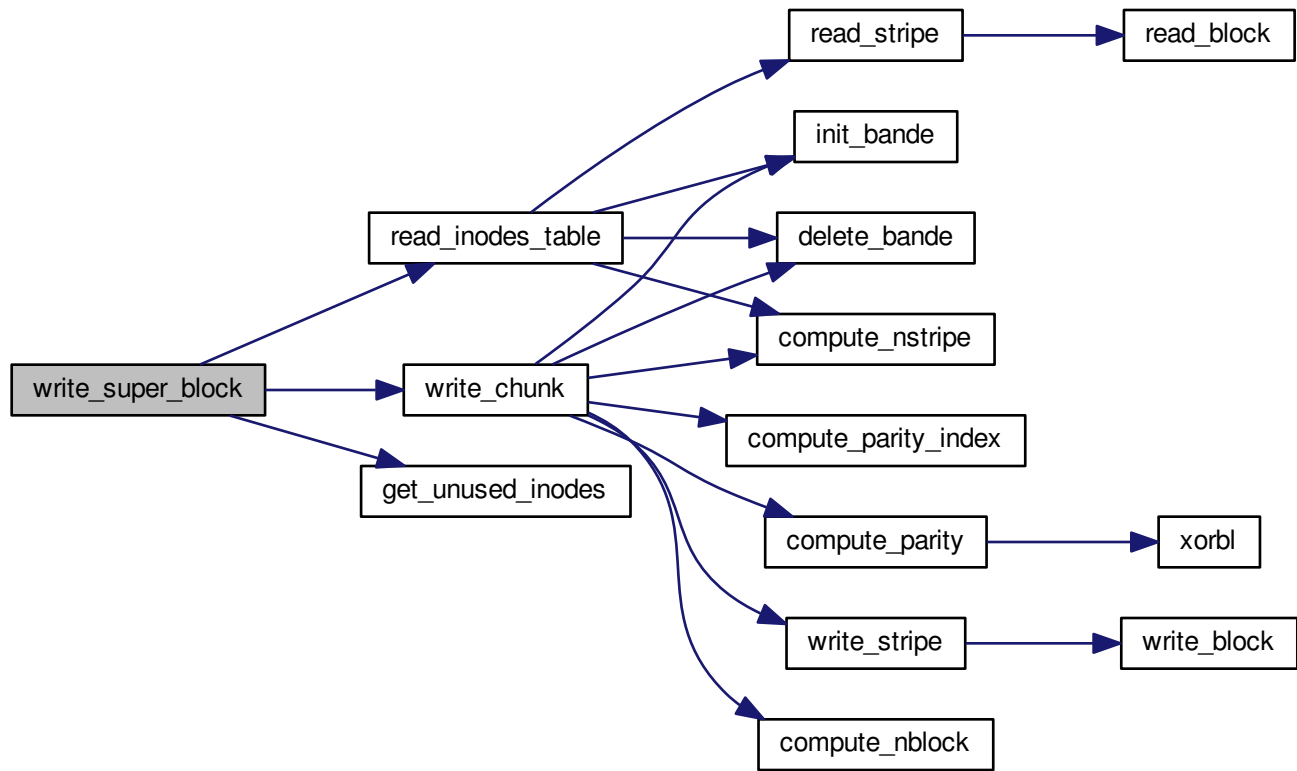 read_stripe
read_block
init_bande
read_inodes_table
delete_bande
compute_nstripe
write_super_block
write_chunk
compute_parity_index
get_unused_inodes
compute_parity
xorbl
write_stripe
write_block
compute_nblock